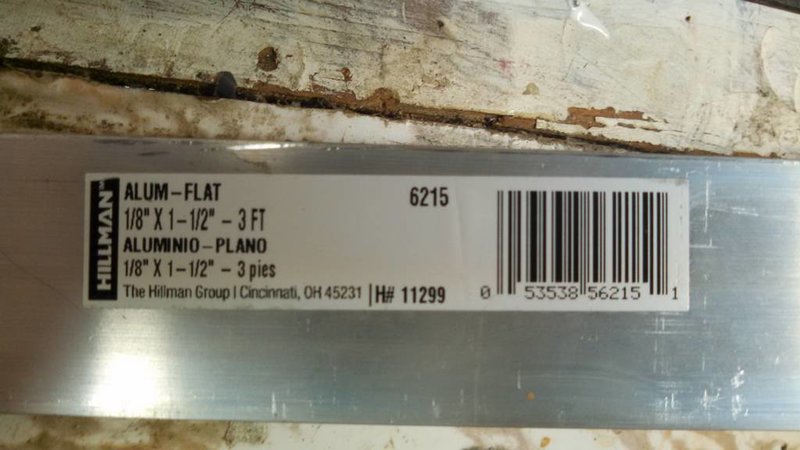 HILLMAN™
ALUM-FLAT 6215
1/8" X 1-1/2" - 3 FT
ALUMINIO-PLANO
1/8" X 1-1/2" - 3 pies
The Hillman Group | Cincinnati, OH 45231 | H# 11299
0 53538 56215 1